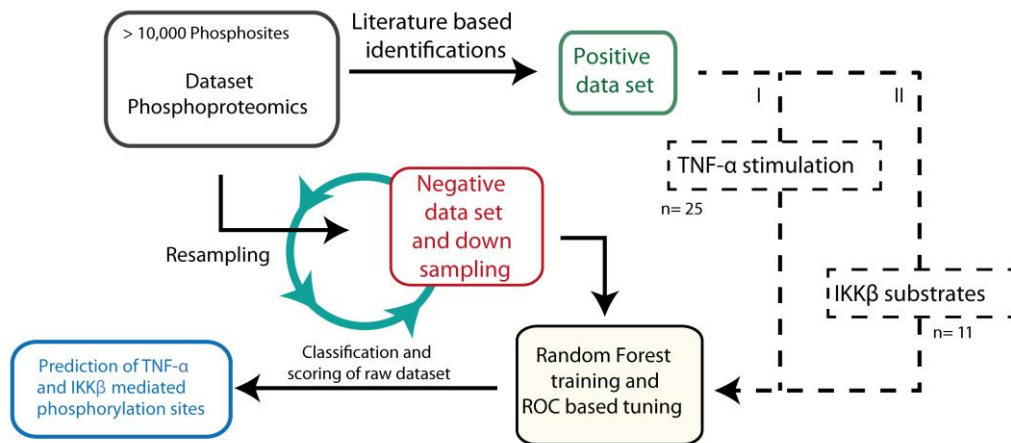 > 10,000 Phosphosites
Dataset
Phosphoproteomics
Literature based
identifications
Positive
data set
I
II
TNF-α stimulation
n= 25
IKKβ substrates
n= 11
Resampling
Negative
data set
and down
sampling
Random Forest
training and
ROC based tuning
Classification and
scoring of raw dataset
Prediction of TNF-α
and IKKβ mediated
phosphorylation sites